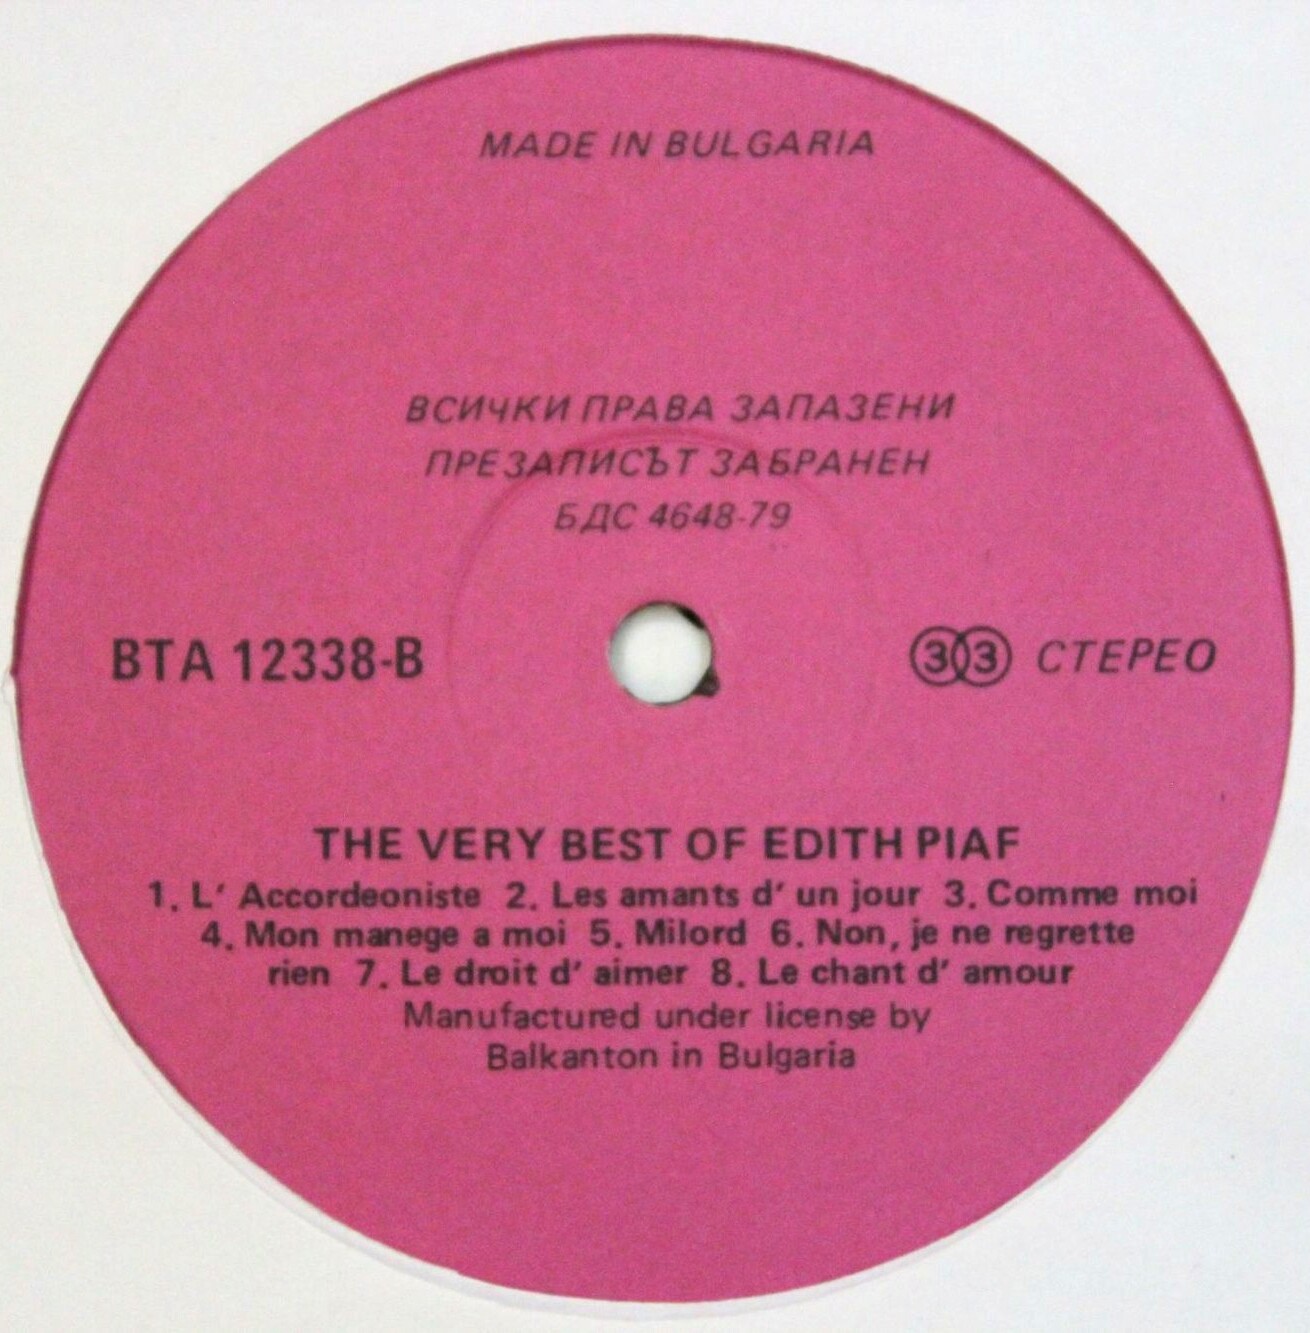 MADE IN BULGARIA
ВСИЧКИ ПРАВА ЗАПАЗЕНИ
ПРЕЗАПИСЪТ ЗАБРАНЕН
БДС 4648-79
ВТА 12338-В
33 СТЕРЕО
THE VERY BEST OF EDITH PIAF
1. L' Accordeoniste 2. Les amants d' un jour 3. Comme moi
4. Mon manege a moi 5. Milord 6. Non, je ne regrette
rien 7. Le droit d' aimer 8. Le chant d' amour
Manufactured under license by
Balkanton in Bulgaria